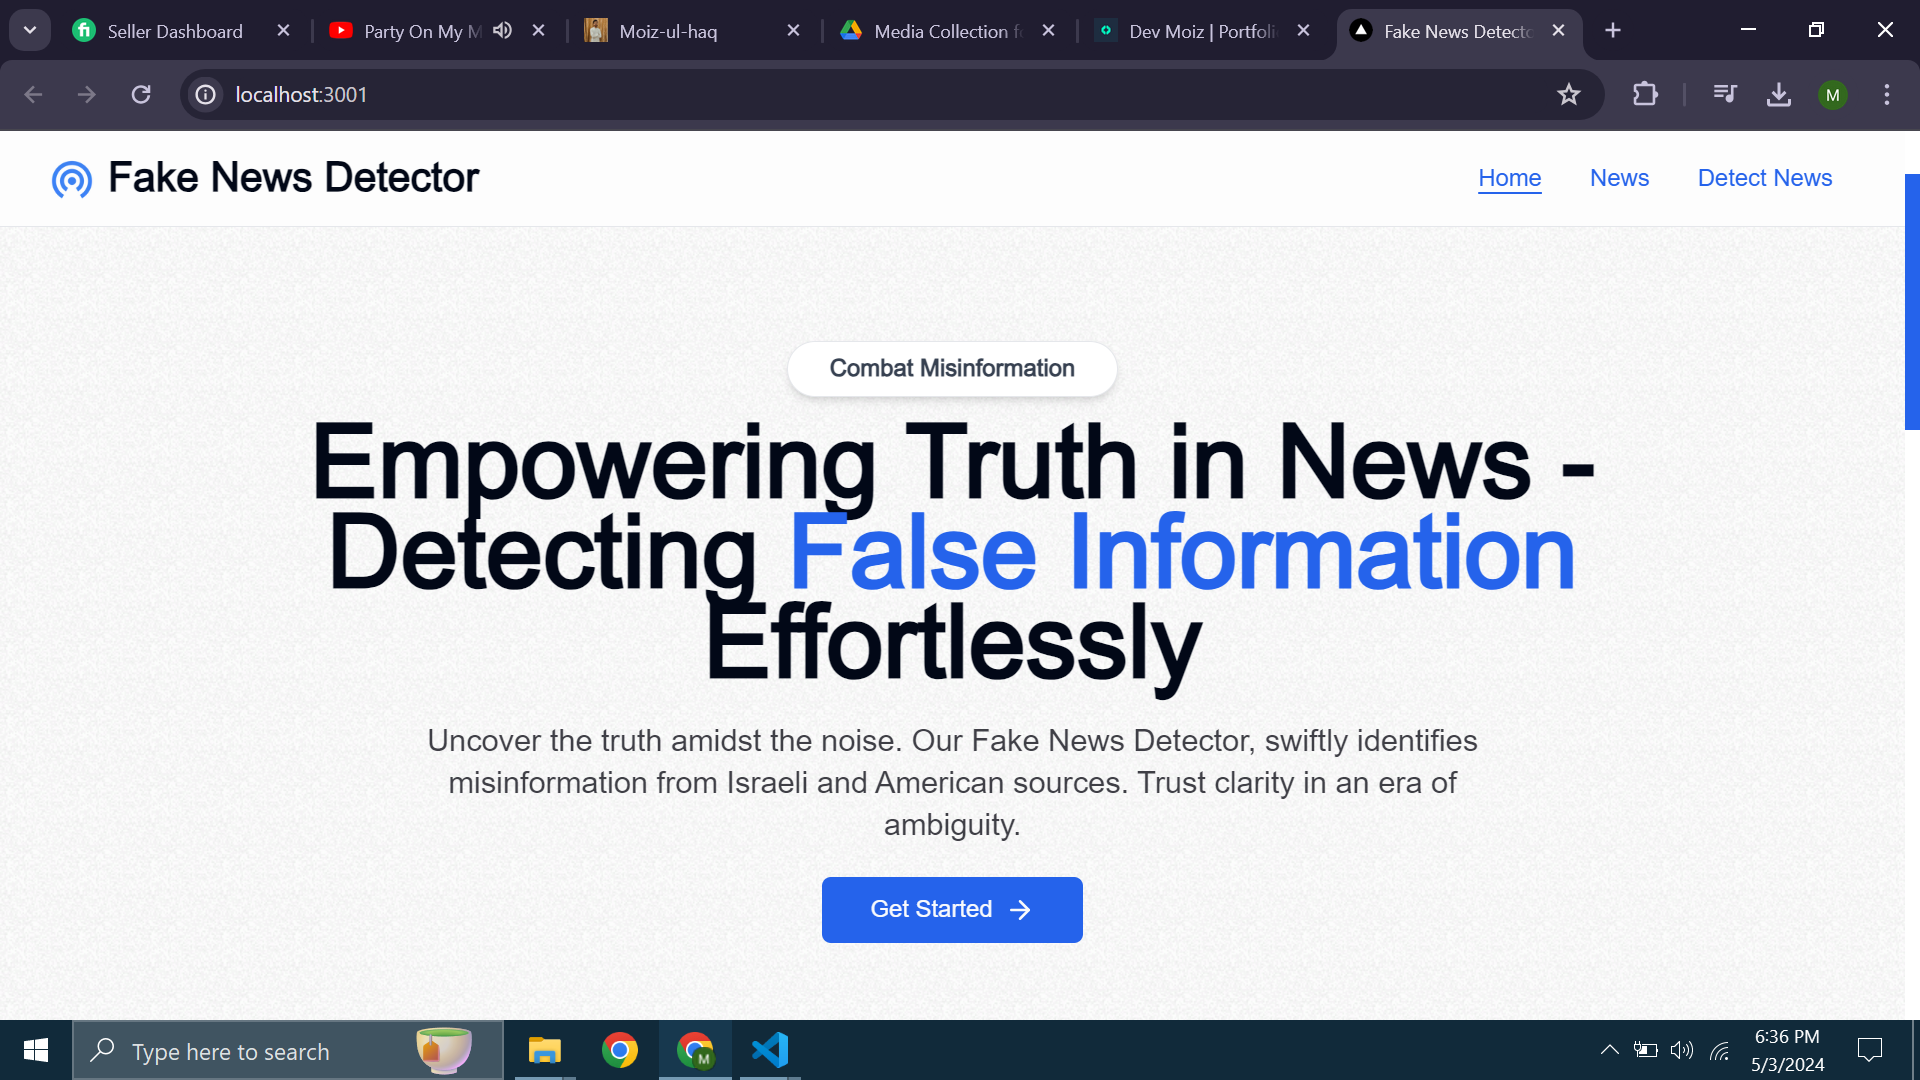 Seller Dashboard
Party On My M
Moiz-ul-haq
Media Collection f
Dev Moiz | Portfoli
Fake News Detecto
localhost:3001
M
Fake News Detector
Home
News
Detect News
Combat Misinformation
Empowering Truth in News -
Detecting False Information
Effortlessly
Uncover the truth amidst the noise. Our Fake News Detector, swiftly identifies
misinformation from Israeli and American sources. Trust clarity in an era of
ambiguity.
Get Started
Type here to search
M
6:36 PM
5/3/2024